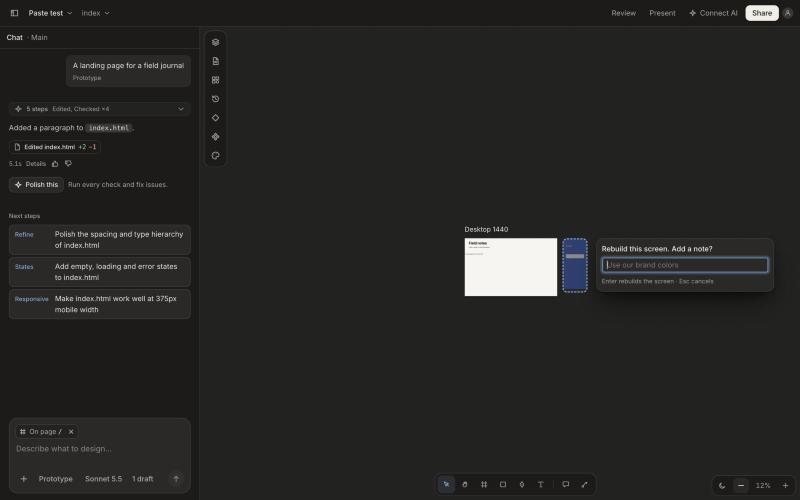 Paste test
index
Review
Present
Connect AI
Share
Chat · Main
A landing page for a field journal
Prototype
5 steps Edited, Checked ×4
Added a paragraph to index.html.
Edited index.html +2 −1
5.1s Details
Polish this
Run every check and fix issues.
Next steps
Refine
Polish the spacing and type hierarchy
of index.html
States
Add empty, loading and error states
to index.html
Responsive
Make index.html work well at 375px
mobile width
On page /
Describe what to design...
Prototype
Sonnet 5.5
1 draft
Desktop 1440
Field notes
Rebuild this screen. Add a note?
Use our brand colors
Enter rebuilds the screen · Esc cancels
12%